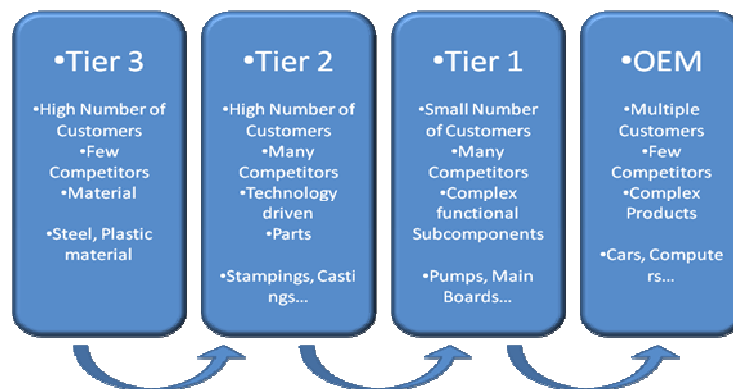 •Tier 3
•High Number of
Customers
•Few
Competitors
•Material
•Steel, Plastic
material
•Tier 2
•High Number of
Customers
•Many
Competitors
•Technology
driven
•Parts
•Stampings, Casti
ngs...
•Tier 1
•Small Number
of Customers
•Many
Competitors
•Complex
functional
Subcomponents
•Pumps, Main
Boards...
•OEM
•Multiple
Customers
•Few
Competitors
•Complex
Products
•Cars, Compute
rs...